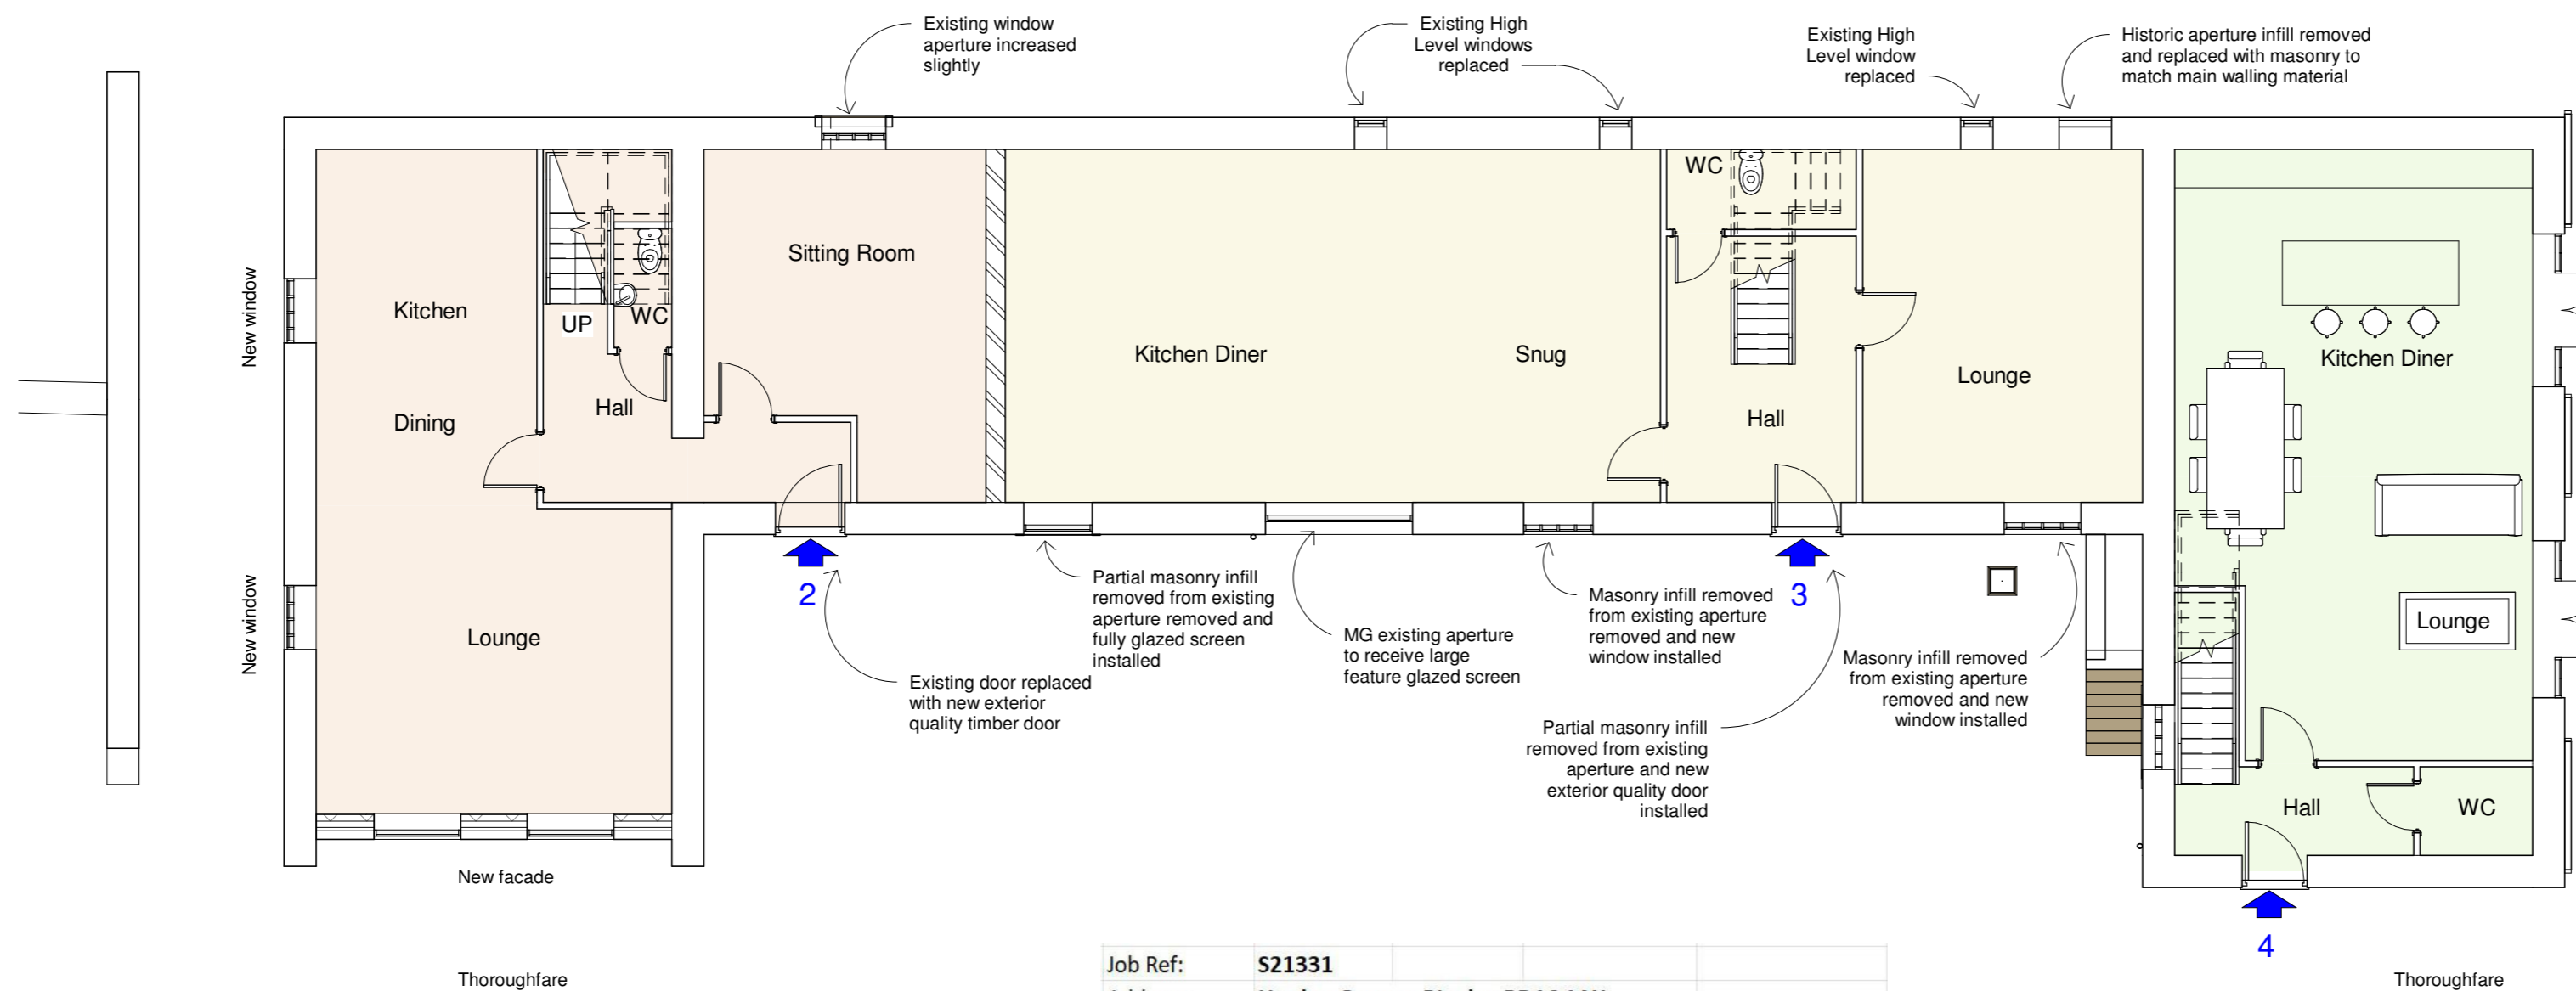 Existing window
aperture increased
slightly
Existing High
Level windows
replaced
Existing High
Level window
replaced
Historic aperture infill removed
and replaced with masonry to
match main walling material
New window
New window
Kitchen
Dining
Lounge
UP
WC
Hall
Sitting Room
Kitchen Diner
Snug
WC
Hall
Lounge
Kitchen Diner
Lounge
Hall
WC
2
Existing door replaced
with new exterior
quality timber door
Partial masonry infill
removed from existing
aperture removed and
fully glazed screen
installed
MG existing aperture
to receive large
feature glazed screen
Masonry infill removed
from existing aperture
removed and new
window installed
3
Partial masonry infill
removed from existing
aperture and new
exterior quality door
installed
Masonry infill removed
from existing aperture
removed and new
window installed
4
New facade
Thoroughfare
Thoroughfare
Job Ref: S21331